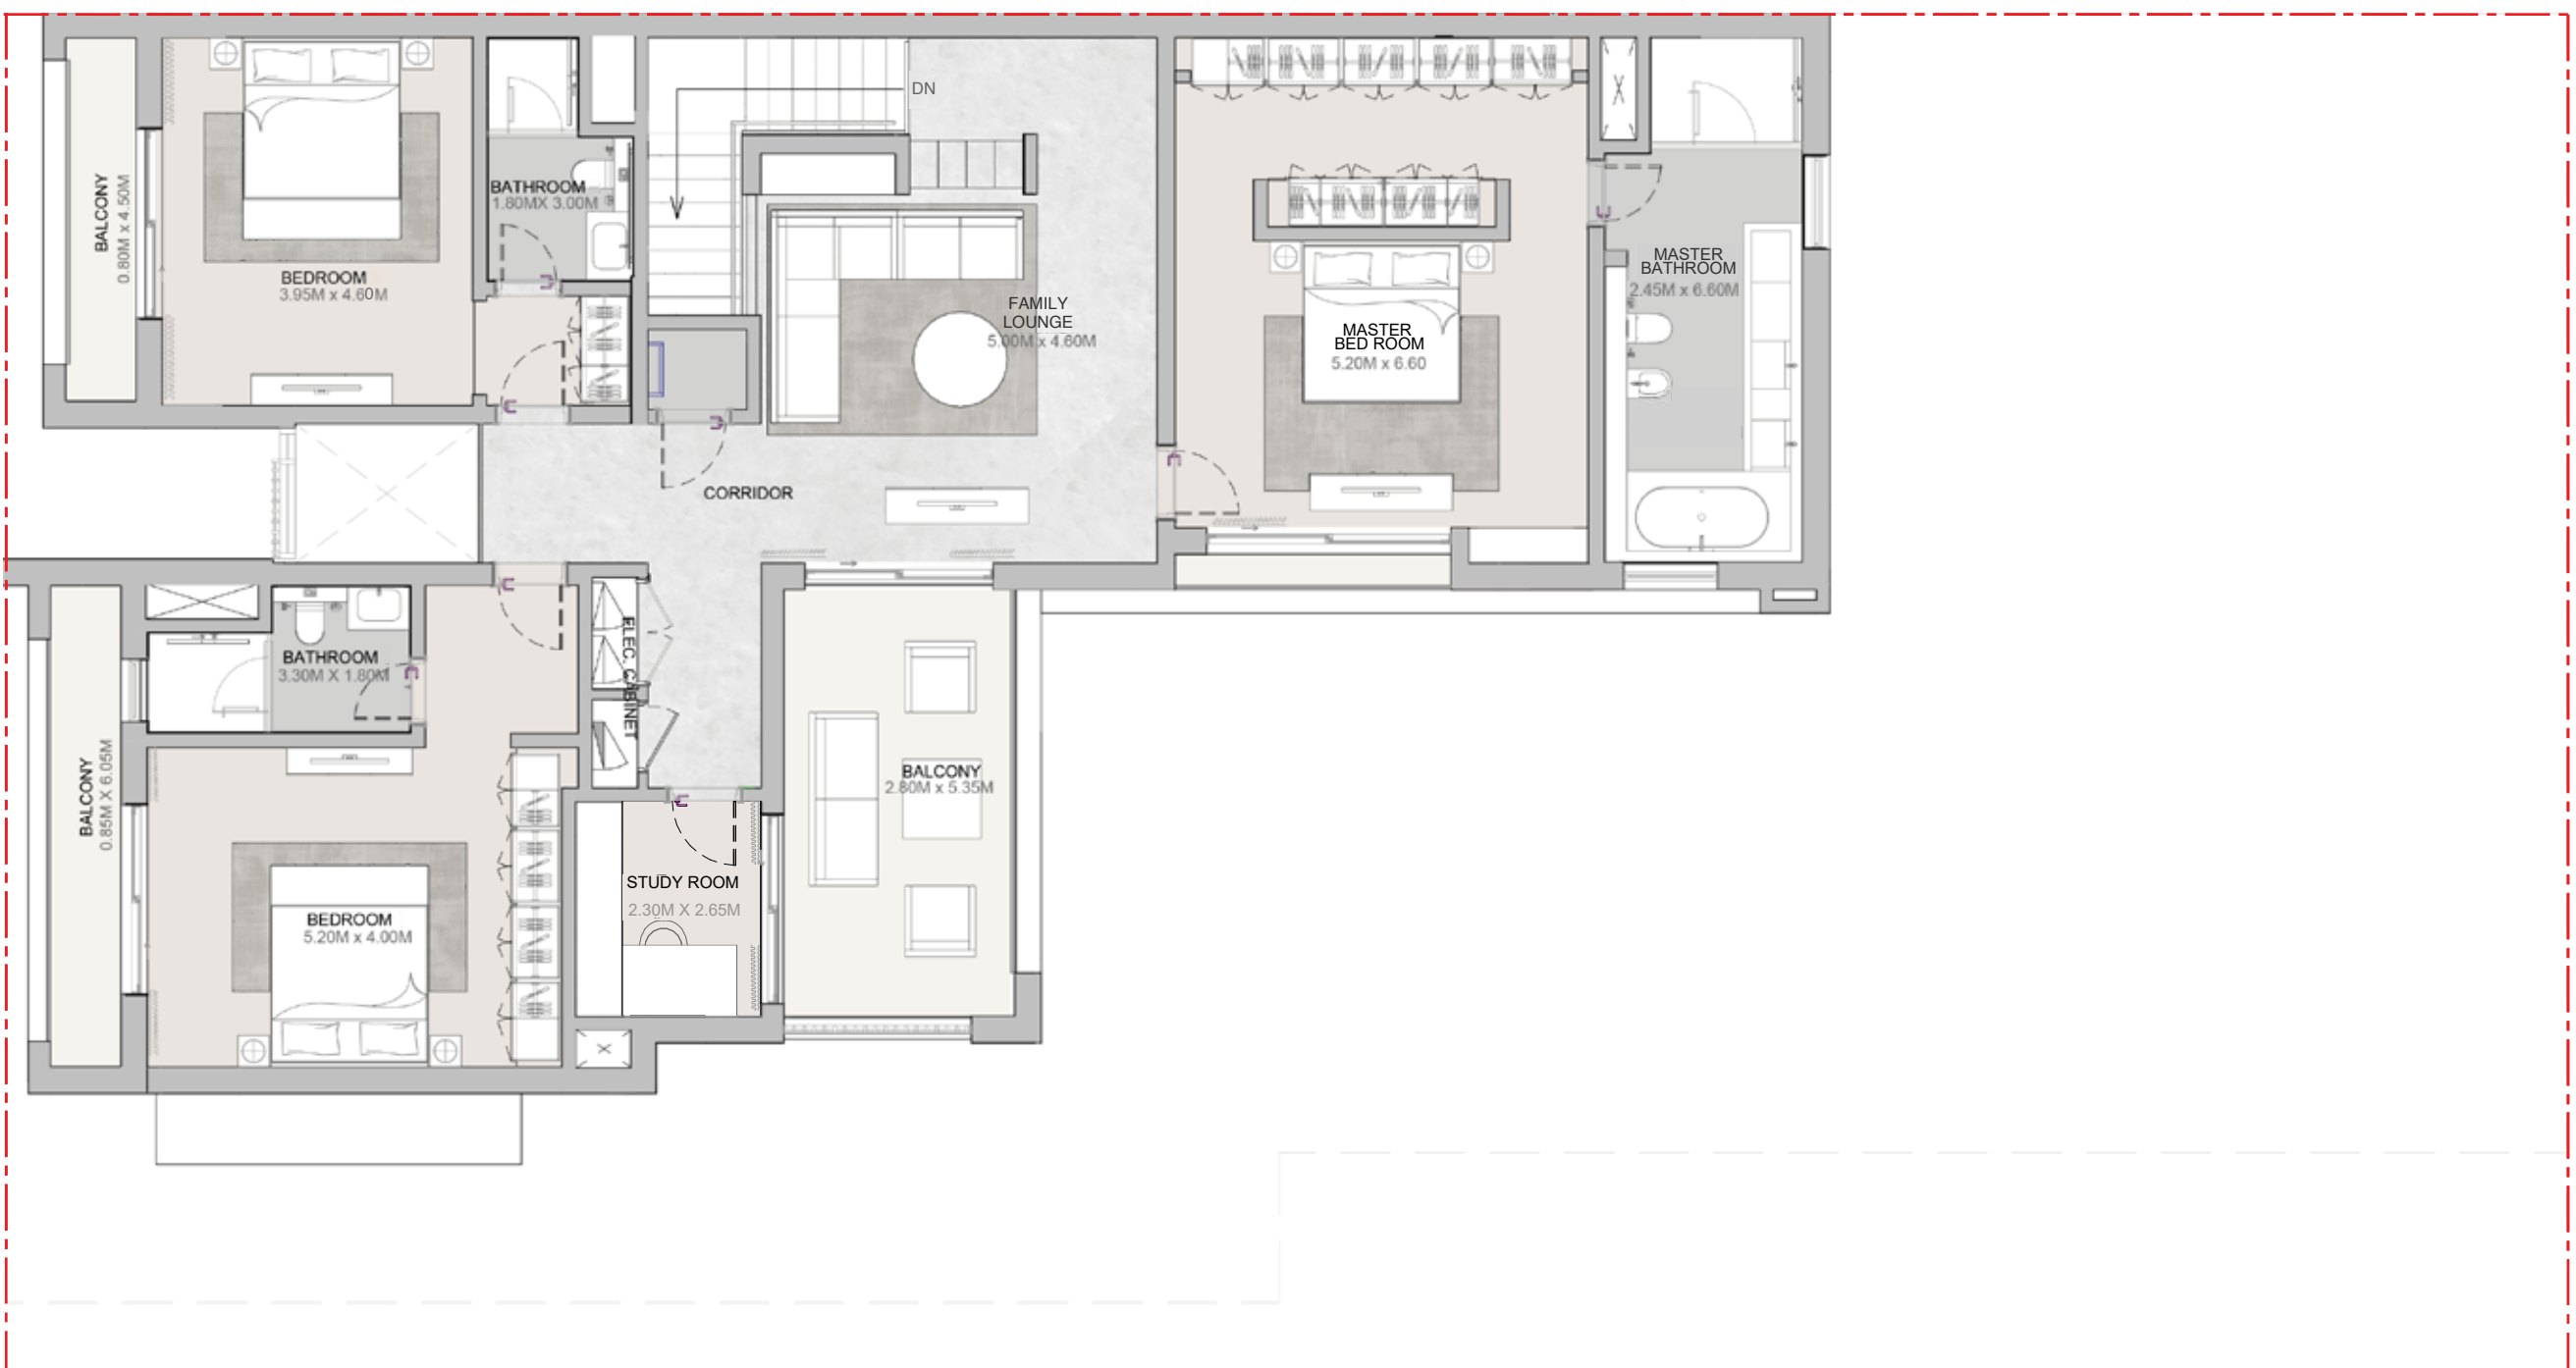 DN
BALCONY
0.80M x 4.50M
BATHROOM
1.80MX 3.00M
BEDROOM
3.95M x 4.60M
FAMILY
LOUNGE
5.00M x 4.60M
MASTER
BED ROOM
5.20M x 6.60
MASTER
BATHROOM
2.45M x 6.60M
CORRIDOR
BATHROOM
3.30M X 1.80M
ELEC. CABINET
BALCONY
0.85M X 6.05M
BALCONY
2.80M x 5.35M
STUDY ROOM
2.30M X 2.65M
BEDROOM
5.20M x 4.00M